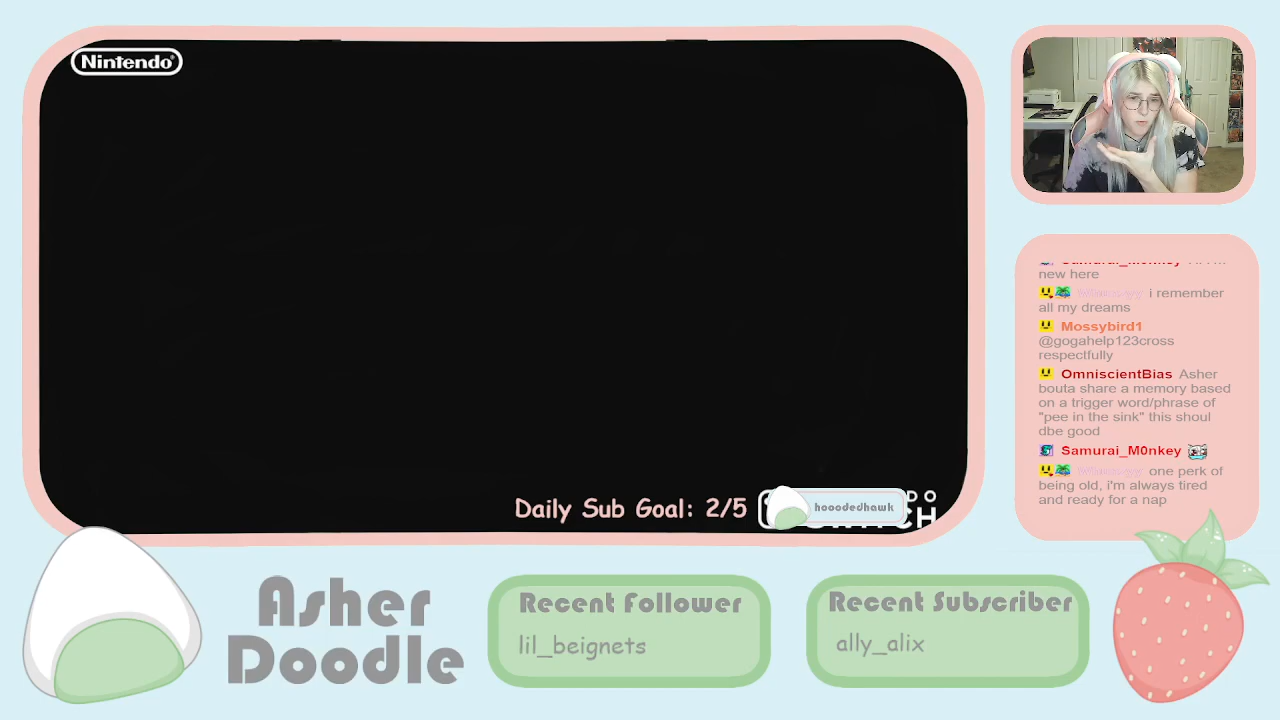 Nintendo
Daily Sub Goal: 2/5
hooodedhawk
new here
i remember
all my dreams
Mossybird1
@gogahelp123cross
respectfully
OmniscientBias Asher
bouta share a memory based
on a trigger word/phrase of
"pee in the sink" this shoul
dbe good
Samurai_M0nkey
one perk of
being old, i'm always tired
and ready for a nap
Asher
Doodle
Recent Follower
lil_beignets
Recent Subscriber
ally_alix